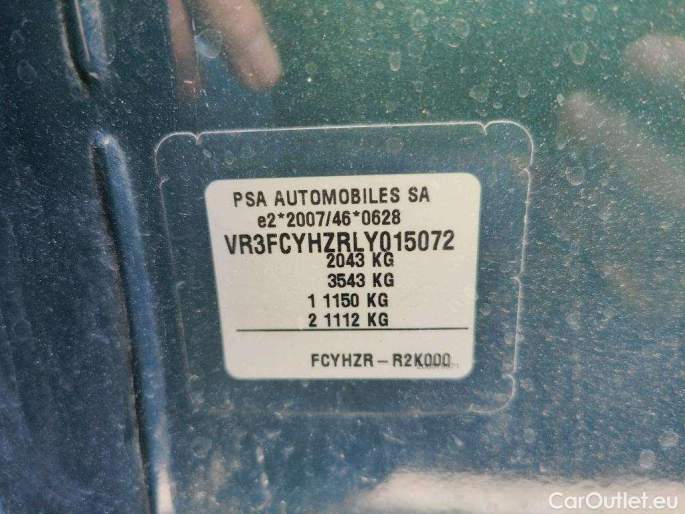 PSA AUTOMOBILES SA
e2*2007/46*0628
VR3FCYHZRLY015072
2043 KG
3543 KG
1 1150 KG
2 1112 KG
FCYHZR – R2K000
CarOutlet.eu